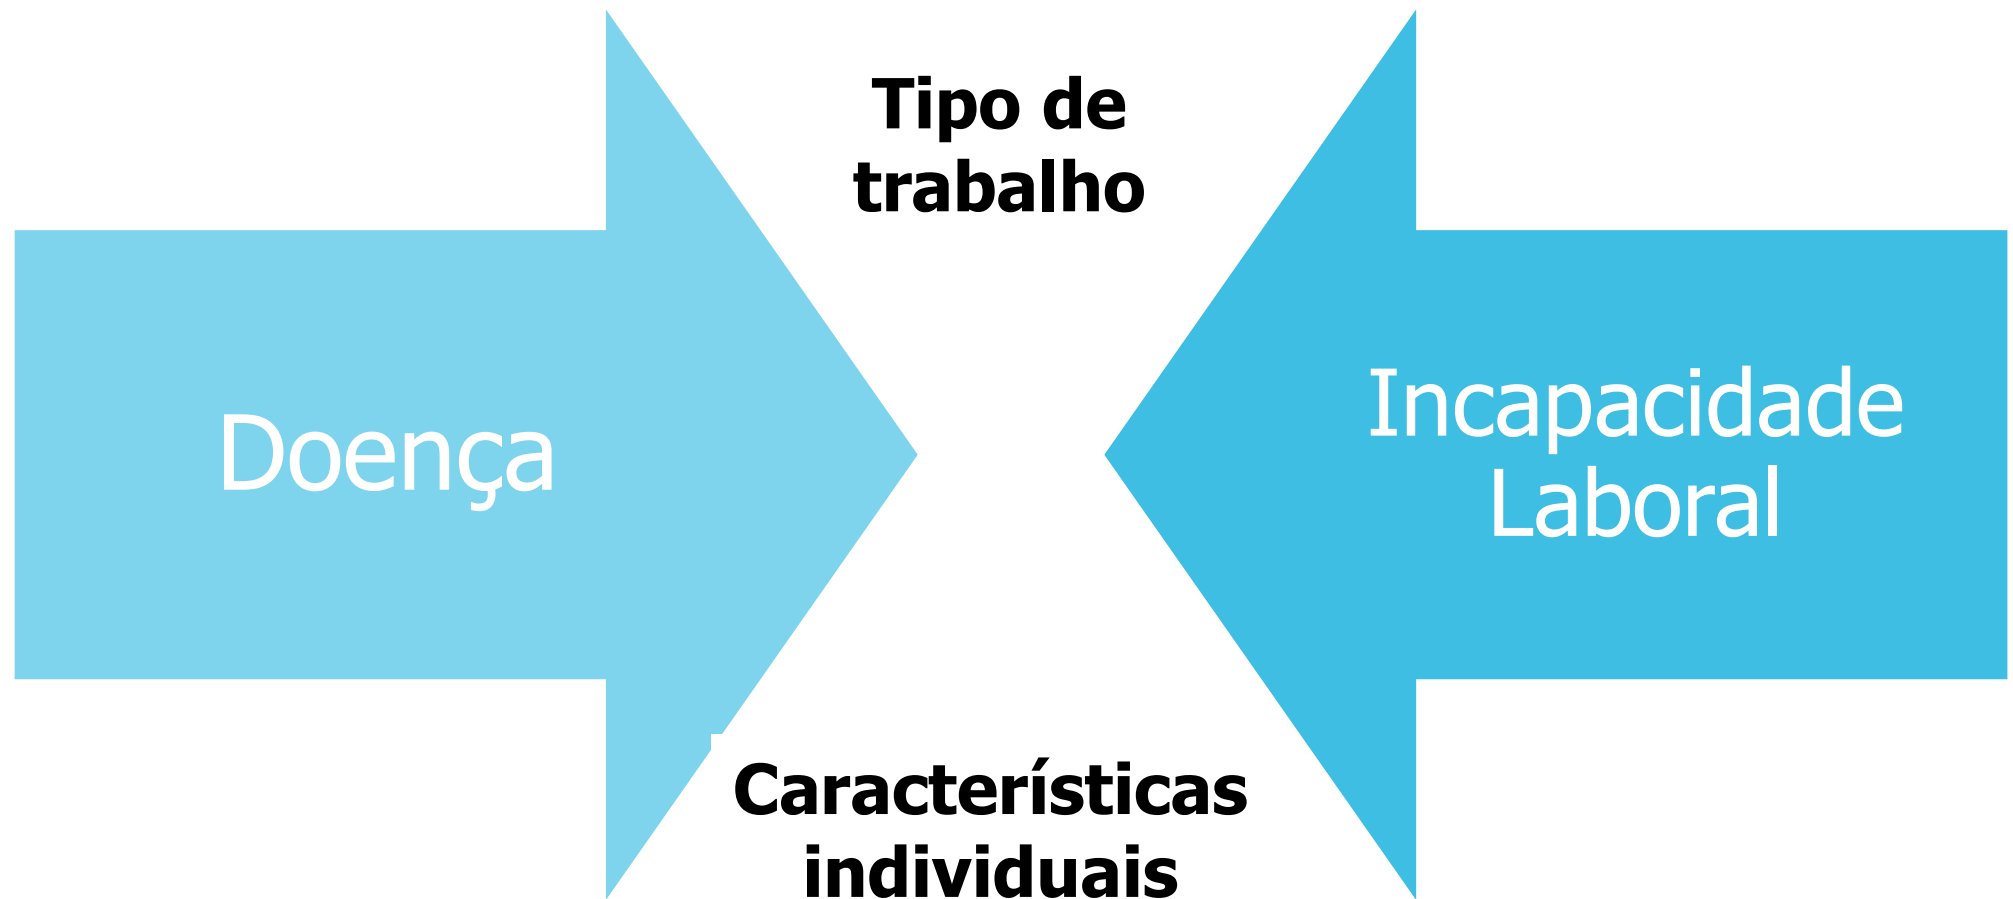 Tipo de
trabalho
Doença
Incapacidade
Laboral
Características
individuais